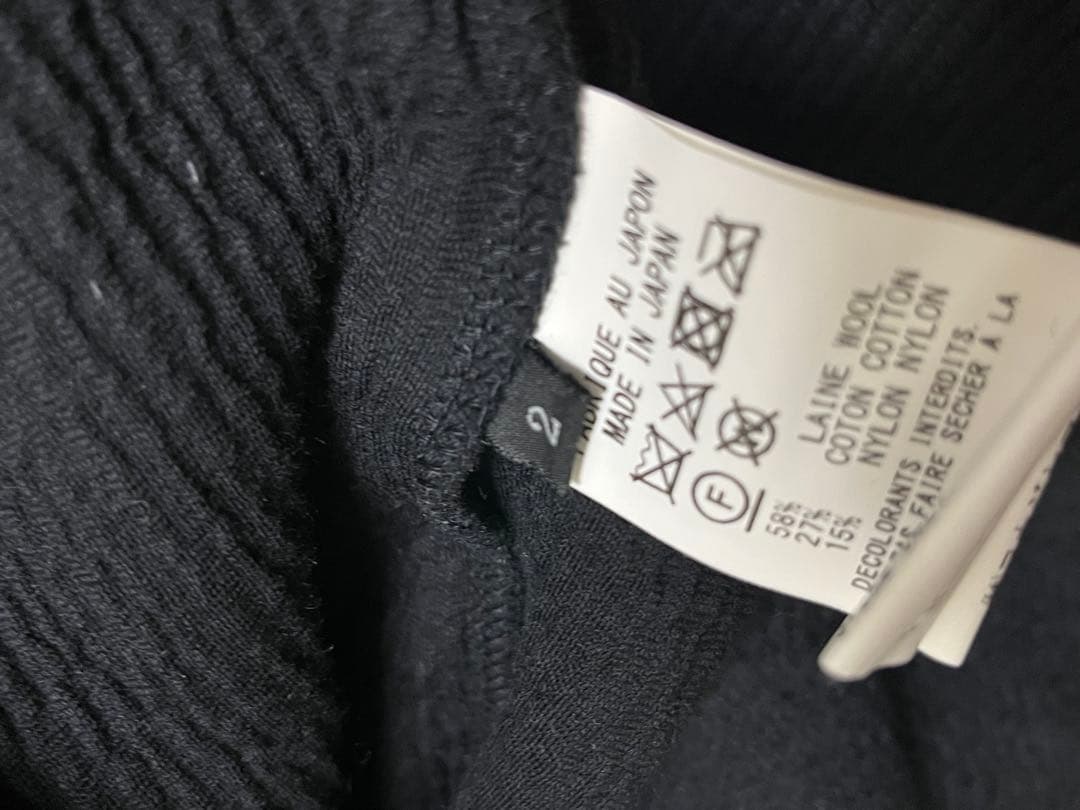 2
FABRIQUE AU JAPON
MADE IN JAPAN
F
58% LAINE WOOL
27% COTON COTTON
15% NYLON NYLON
DECOLORANTS INTERDITS.
PAS FAIRE SECHER A LA